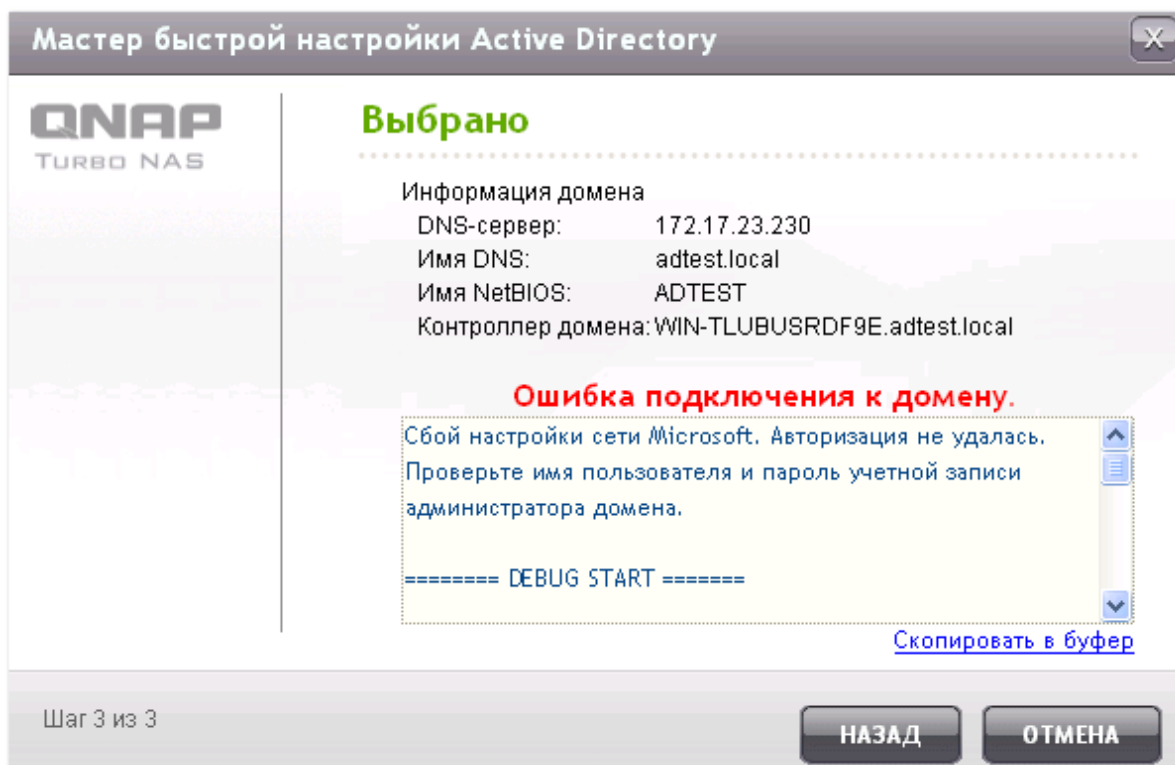 Мастер быстрой настройки Active Directory
X
QNAP
TURBO NAS
Выбрано
Информация домена
DNS-сервер: 172.17.23.230
Имя DNS: adtest.local
Имя NetBIOS: ADTEST
Контроллер домена: WIN-TLUBUSRDF9E.adtest.local
Ошибка подключения к домену.
Сбой настройки сети Microsoft. Авторизация не удалась.
Проверьте имя пользователя и пароль учетной записи
администратора домена.
======== DEBUG START =======
Скопировать в буфер
Шаг 3 из 3
НАЗАД
ОТМЕНА